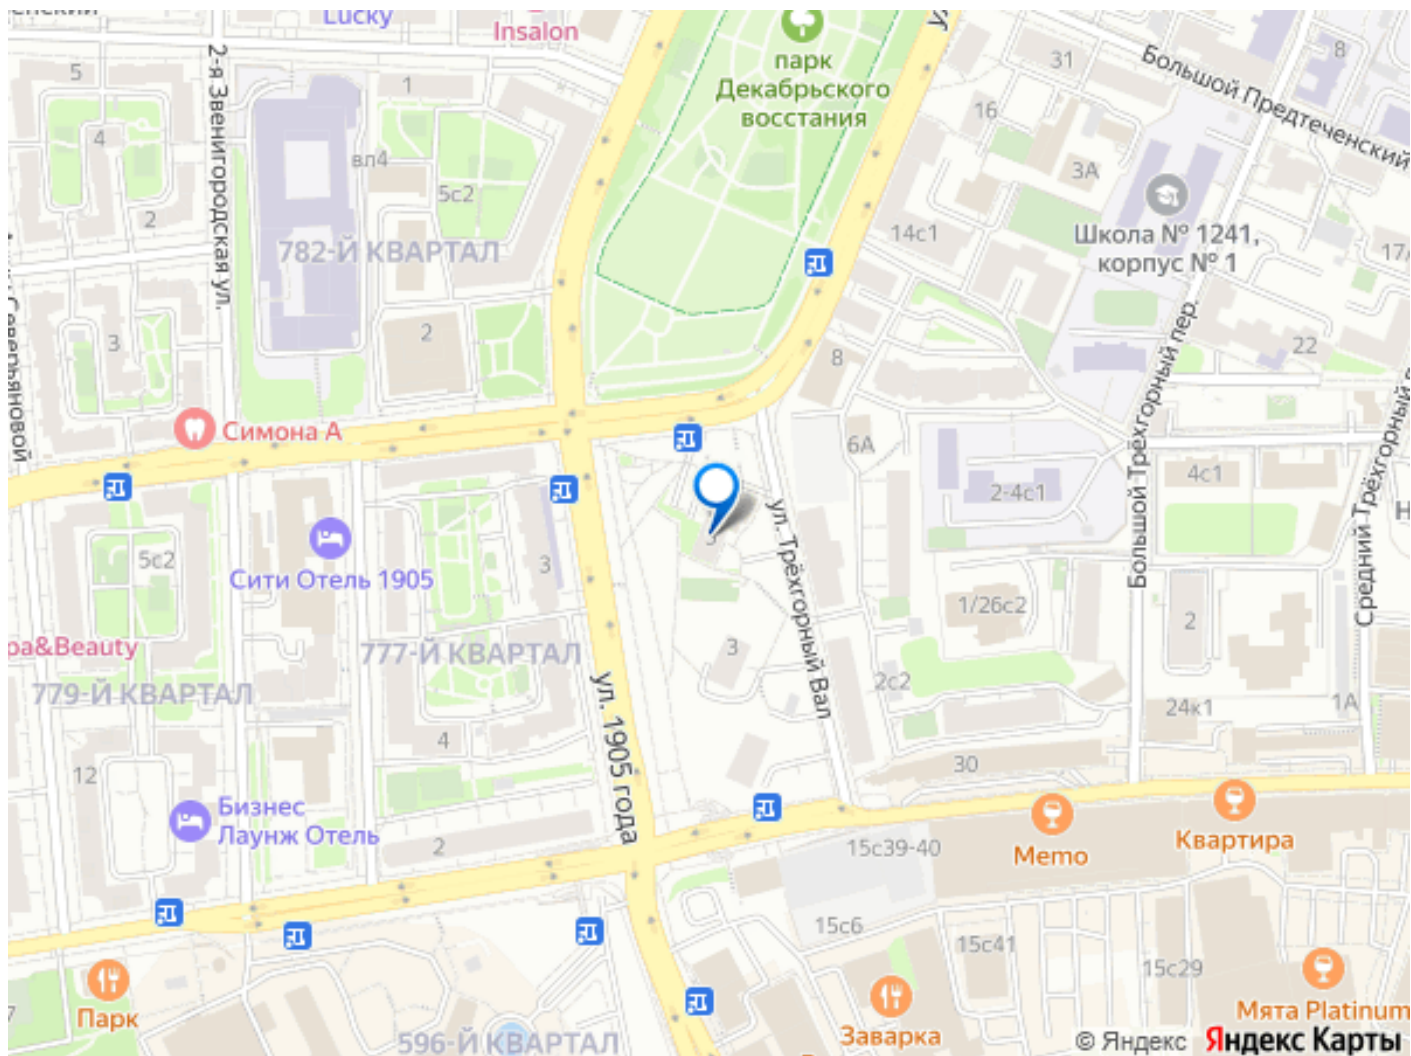 Lucky
Insalon
парк
Декабрьского
восстания
31
8
Большой Предтеченский
5
1
16
4
2-я Звенигородская ул.
вл4
3А
5с2
2
Школа № 1241,
корпус № 1
14с1
782-Й КВАРТАЛ
17/
2
3
8
22
Симона А
6А
4с1
2-4с1
Большой Трёхгорный пер.
Средний Трёхгорный
ул. Трёхгорный Вал
5с2
3
Сити Отель 1905
1/26с2
2
pa&Beauty
777-Й КВАРТАЛ
3
779-Й КВАРТАЛ
2с2
24к1
1А
ул. 1905 года
4
12
30
Бизнес
Лаунж Отель
2
15с39-40
Memo
Квартира
15с6
15с41
15с29
Парк
Заварка
Мята Platinum
596-Й КВАРТАЛ
© Яндекс Яндекс Карты